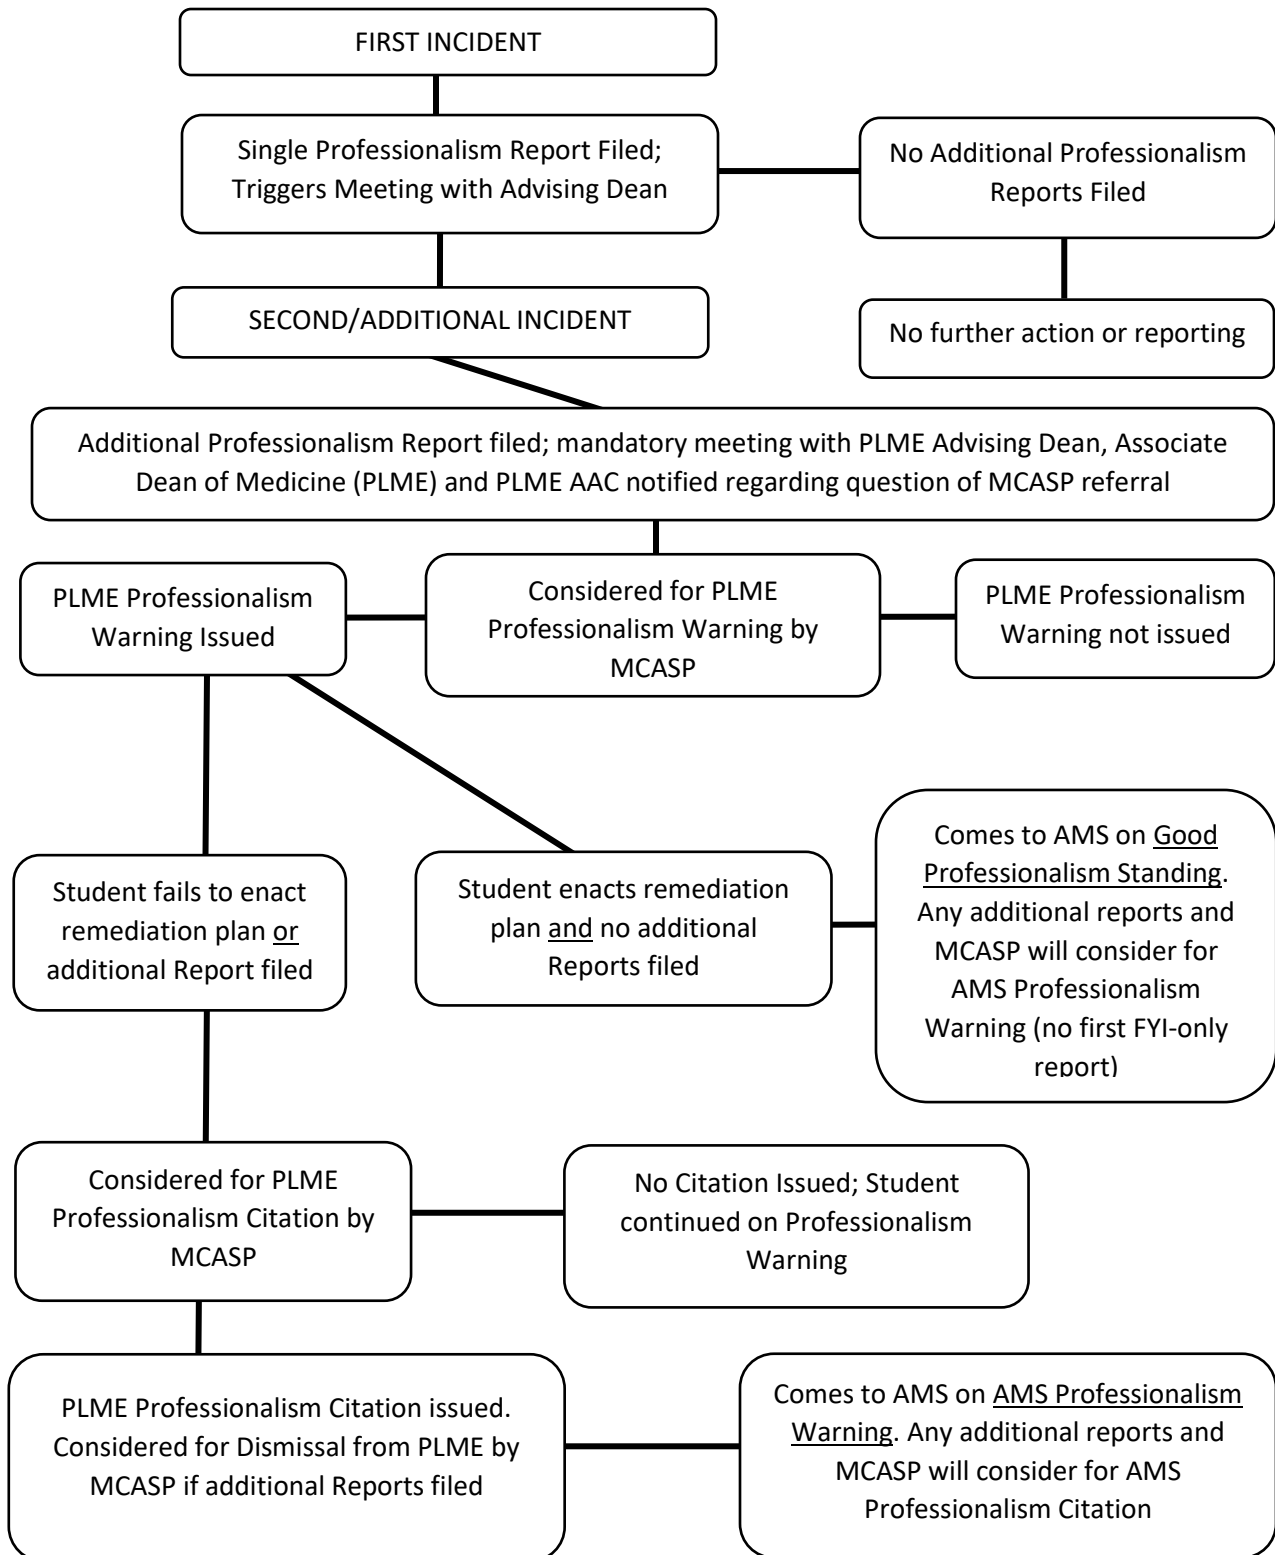 FIRST INCIDENT
Single Professionalism Report Filed;
Triggers Meeting with Advising Dean
No Additional Professionalism
Reports Filed
SECOND/ADDITIONAL INCIDENT
No further action or reporting
Additional Professionalism Report filed; mandatory meeting with PLME Advising Dean, Associate
Dean of Medicine (PLME) and PLME AAC notified regarding question of MCASP referral
PLME Professionalism
Warning Issued
Considered for PLME
Professionalism Warning by
MCASP
PLME Professionalism
Warning not issued
Student fails to enact
remediation plan or
additional Report filed
Student enacts remediation
plan and no additional
Reports filed
Comes to AMS on Good
Professionalism Standing.
Any additional reports and
MCASP will consider for
AMS Professionalism
Warning (no first FYI-only
report)
Considered for PLME
Professionalism Citation by
MCASP
No Citation Issued; Student
continued on Professionalism
Warning
PLME Professionalism Citation issued.
Considered for Dismissal from PLME by
MCASP if additional Reports filed
Comes to AMS on AMS Professionalism
Warning. Any additional reports and
MCASP will consider for AMS
Professionalism Citation